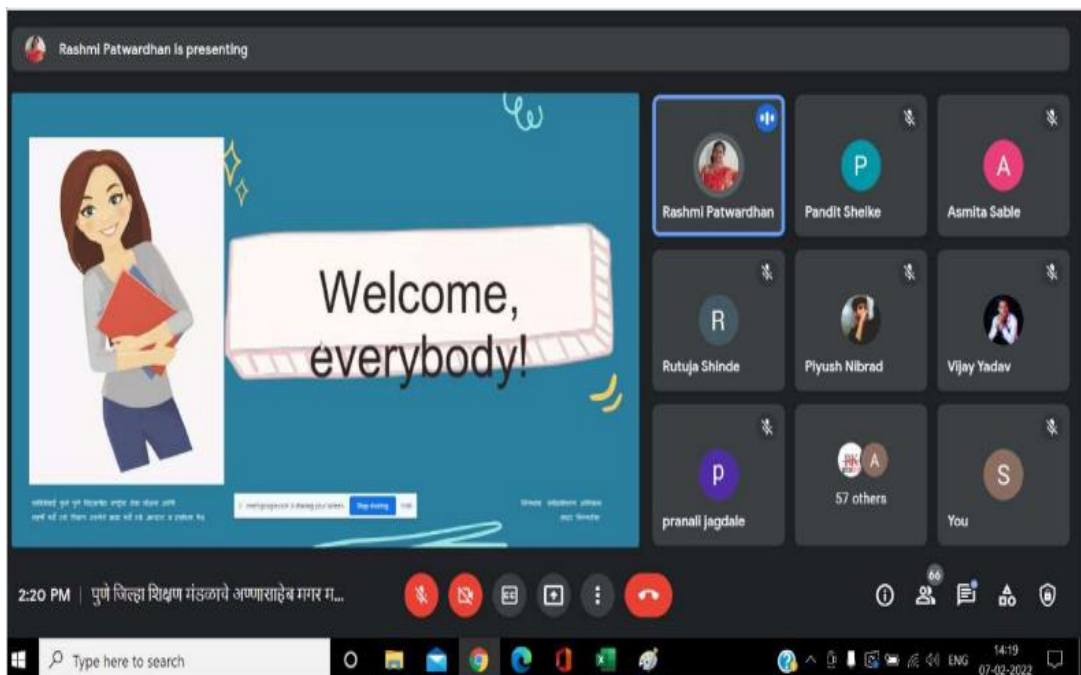 Rashmi Patwardhan is presenting
Welcome,
everybody!
Stop sharing
Rashmi Patwardhan
P
Pandit Shelke
A
Asmita Sable
R
Rutuja Shinde
Piyush Nibrad
Vijay Yadav
p
pranali jagdale
A
57 others
S
You
2:20 PM | पुणे जिल्हा शिक्षण मंडळाचे अण्णासाहेब मगर म...
66
Type here to search
ENG
14:19
07-02-2022